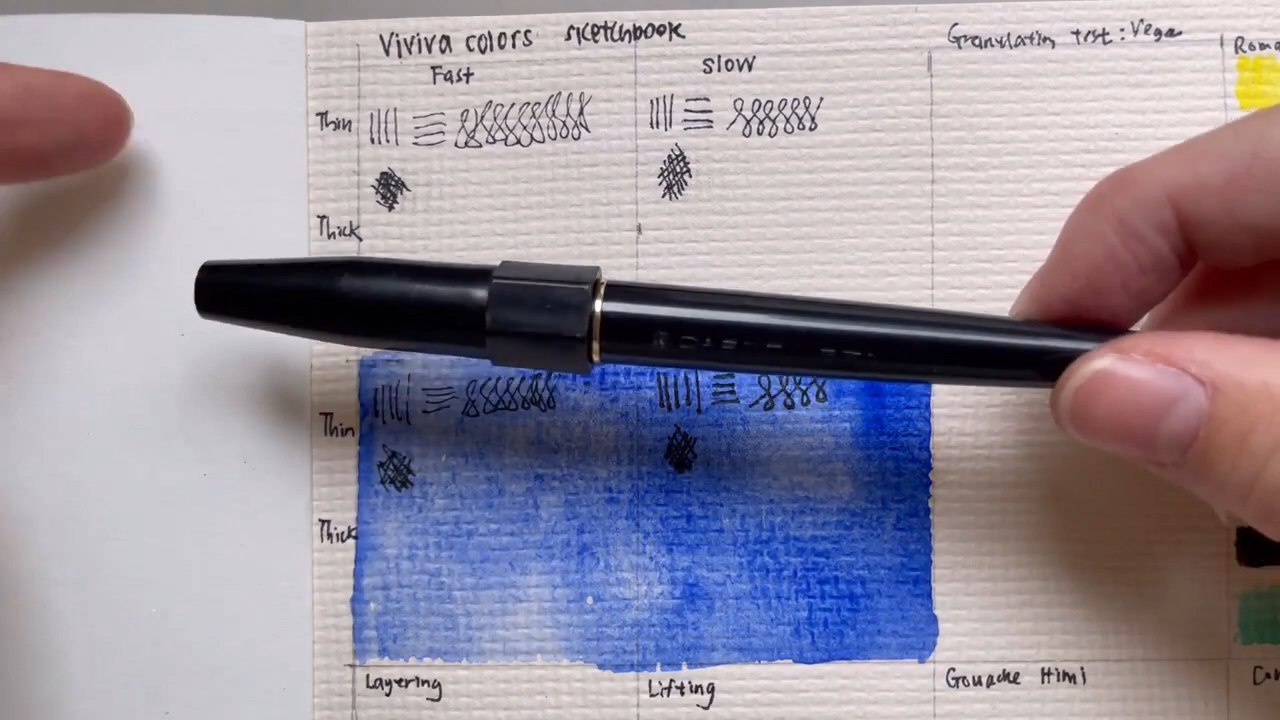 Viviva colors sketchbook
Fast
slow
Granulation test: Vega
Thin
Thick
Thin
Thick
Layering
Lifting
Gouache Himi